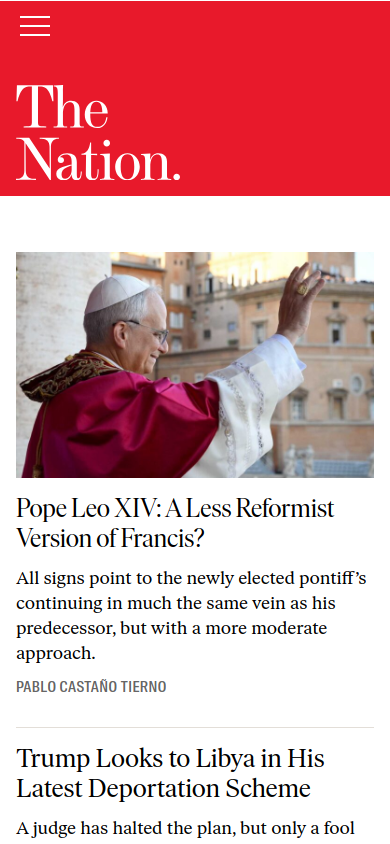 The
Nation.
Pope Leo XIV: A Less Reformist
Version of Francis?
All signs point to the newly elected pontiff’s
continuing in much the same vein as his
predecessor, but with a more moderate
approach.
PABLO CASTAÑO TIERNO
Trump Looks to Libya in His
Latest Deportation Scheme
A judge has halted the plan, but only a fool